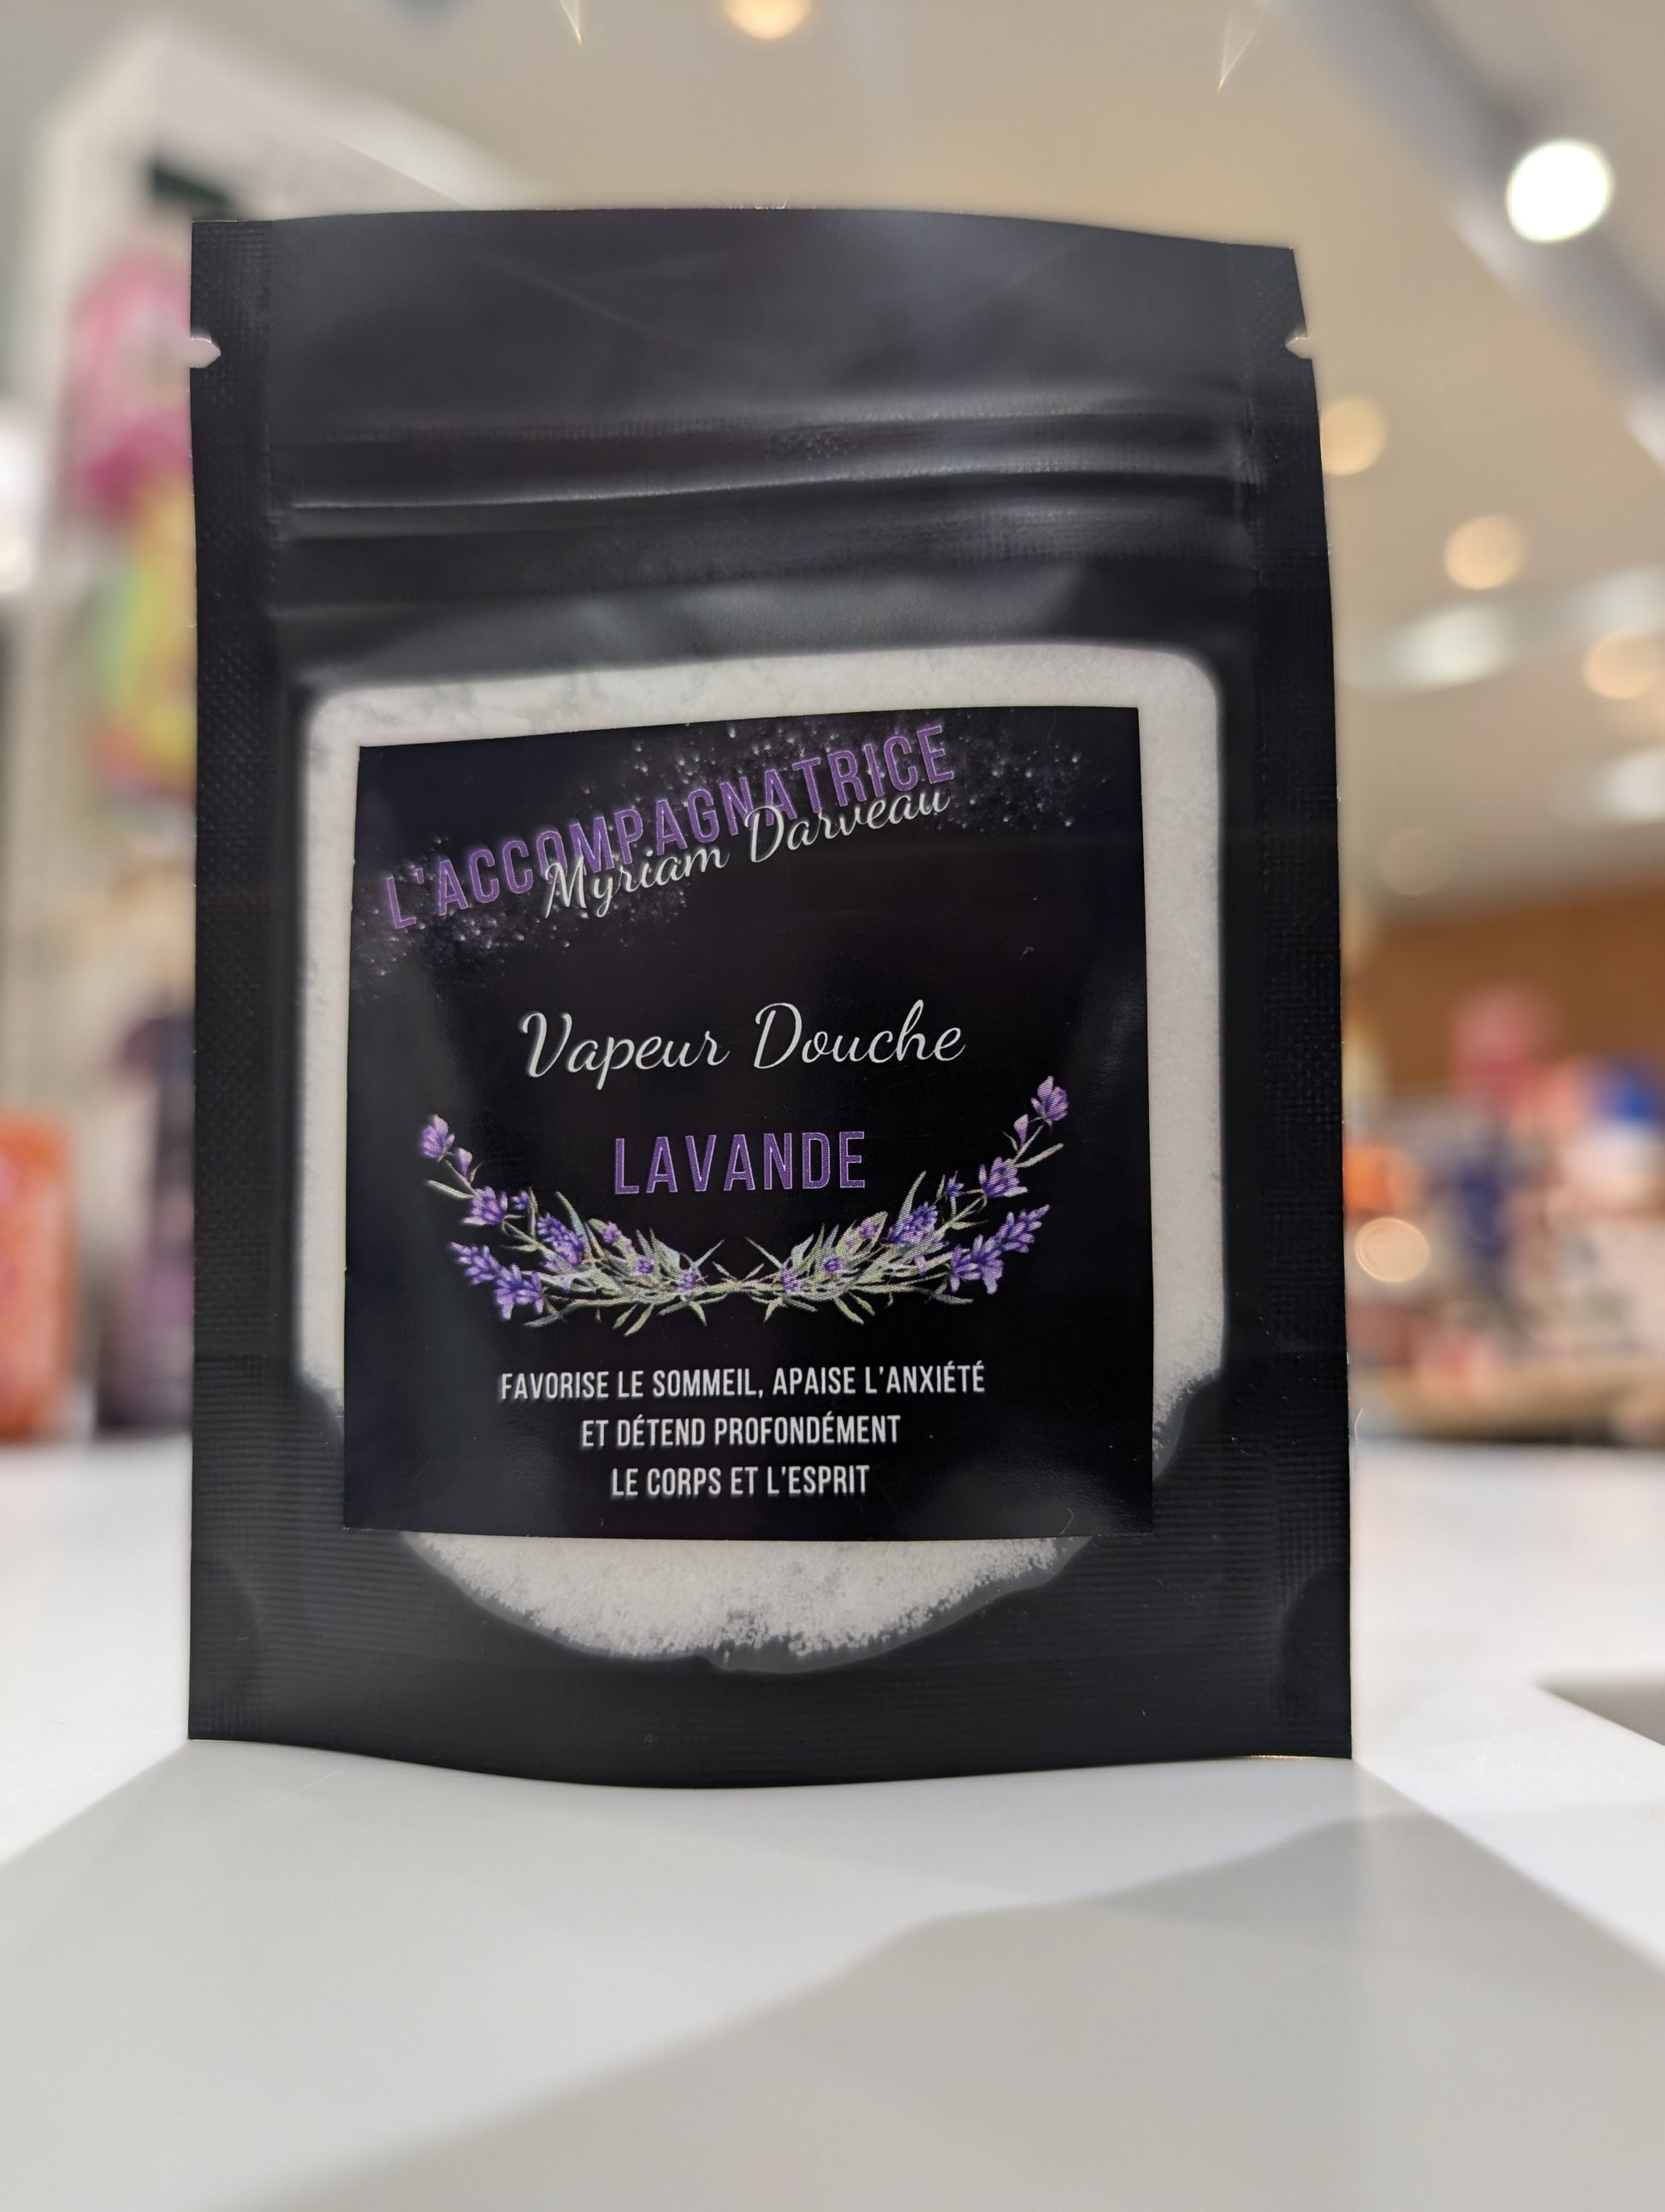 L'ACCOMPAGNATRICE
Myriam Darveau
Vapeur Douche
LAVANDE
FAVORISE LE SOMMEIL, APAISE L'ANXIÉTÉ
ET DÉTEND PROFONDÉMENT
LE CORPS ET L'ESPRIT